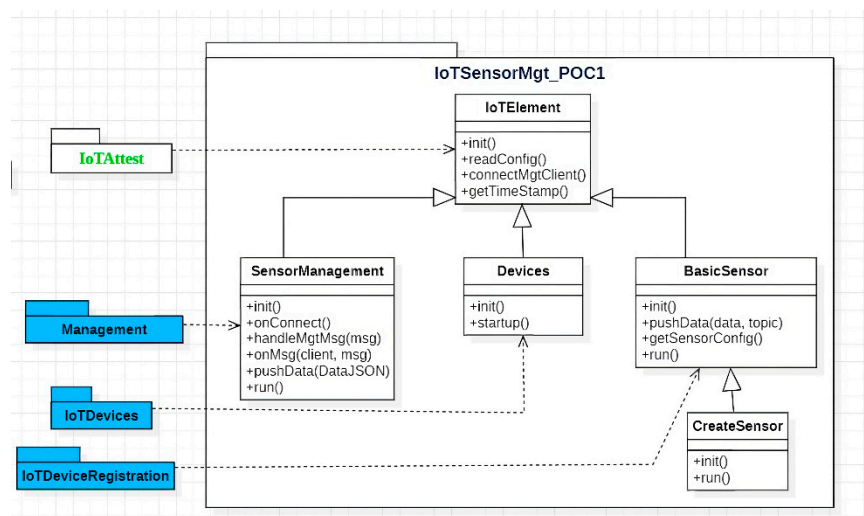 IoTSensorMgt_POC1
IoTElement
+init()
+readConfig()
+connectMgtClient()
+getTimeStamp()
IoTAttest
SensorManagement
+init()
+onConnect()
+handleMgtMsg(msg)
+onMsg(client, msg)
+pushData(DataJSON)
+run()
Devices
+init()
+startup()
BasicSensor
+init()
+pushData(data, topic)
+getSensorConfig()
+run()
Management
IoTDevices
IoTDeviceRegistration
CreateSensor
+init()
+run()